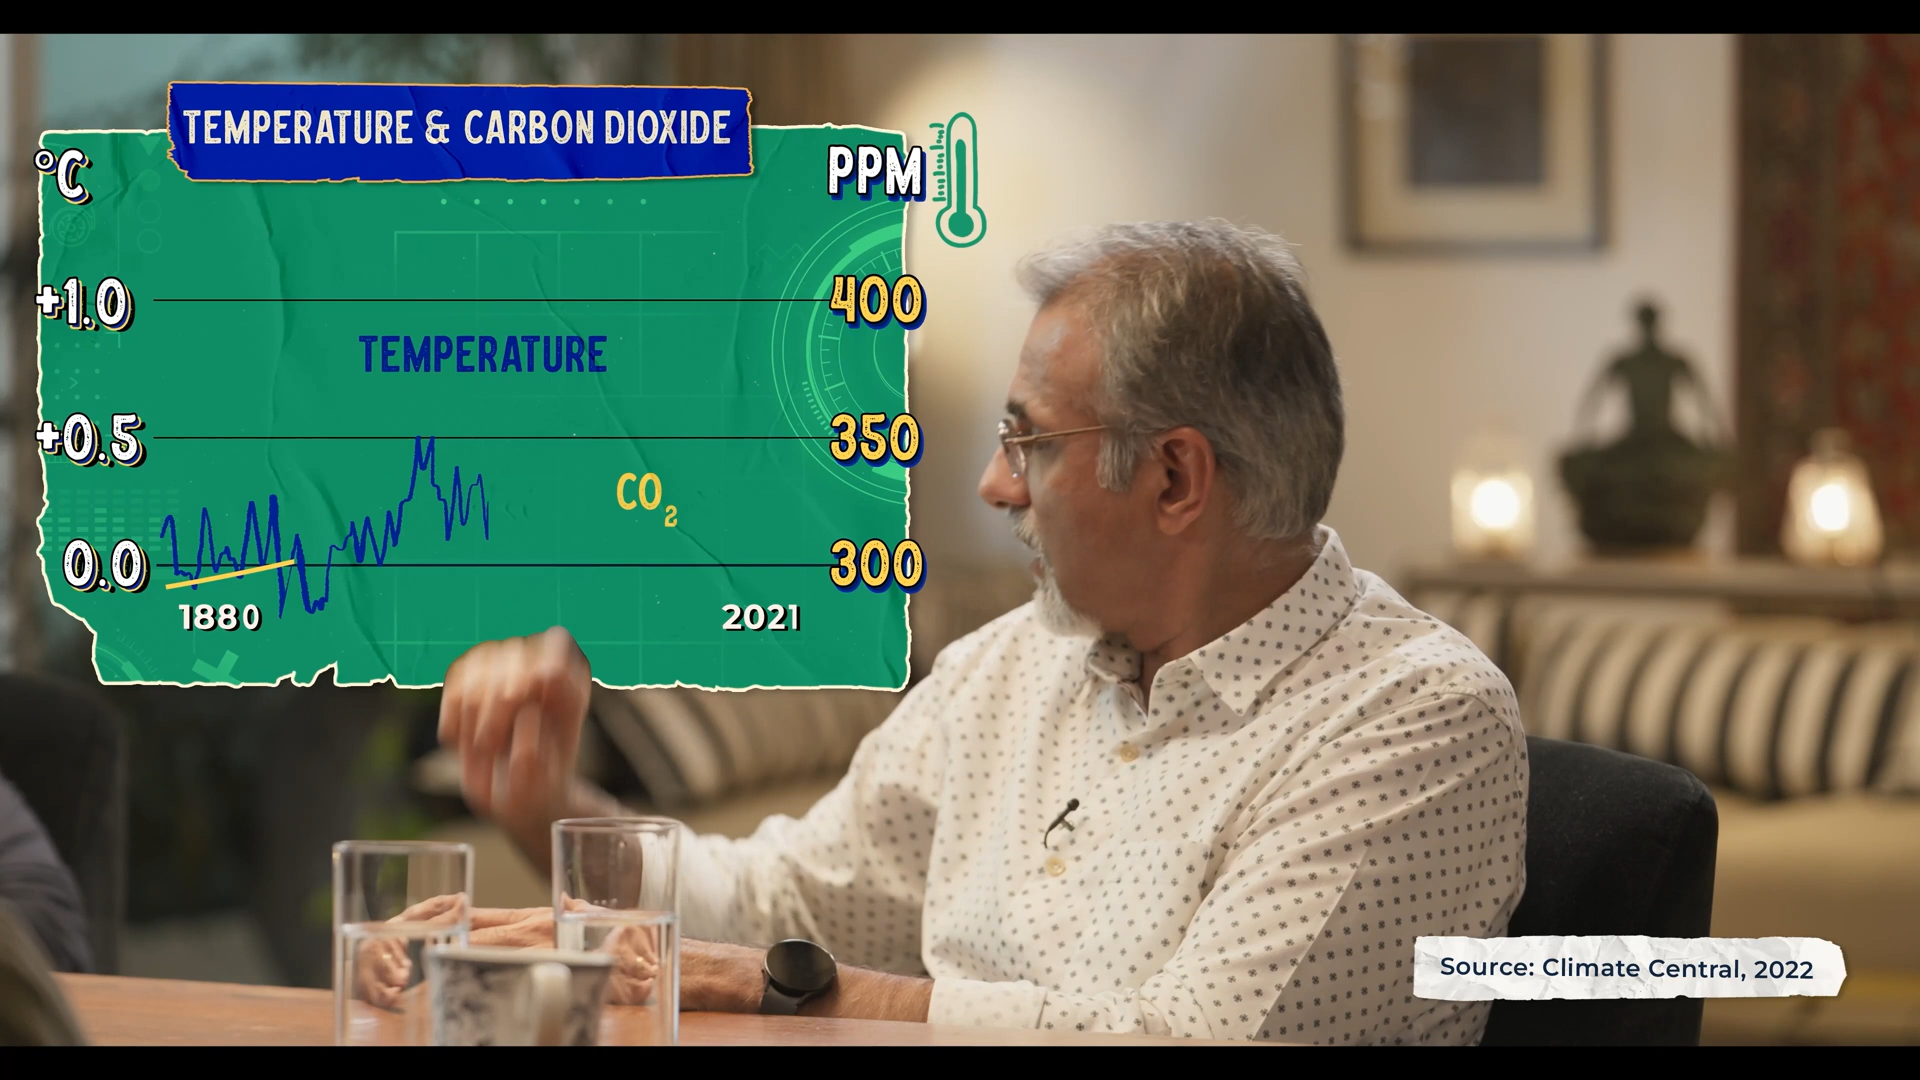 TEMPERATURE & CARBON DIOXIDE
°C
PPM
+1.0
400
TEMPERATURE
+0.5
350
CO₂
0.0
300
1880
2021
Source: Climate Central, 2022